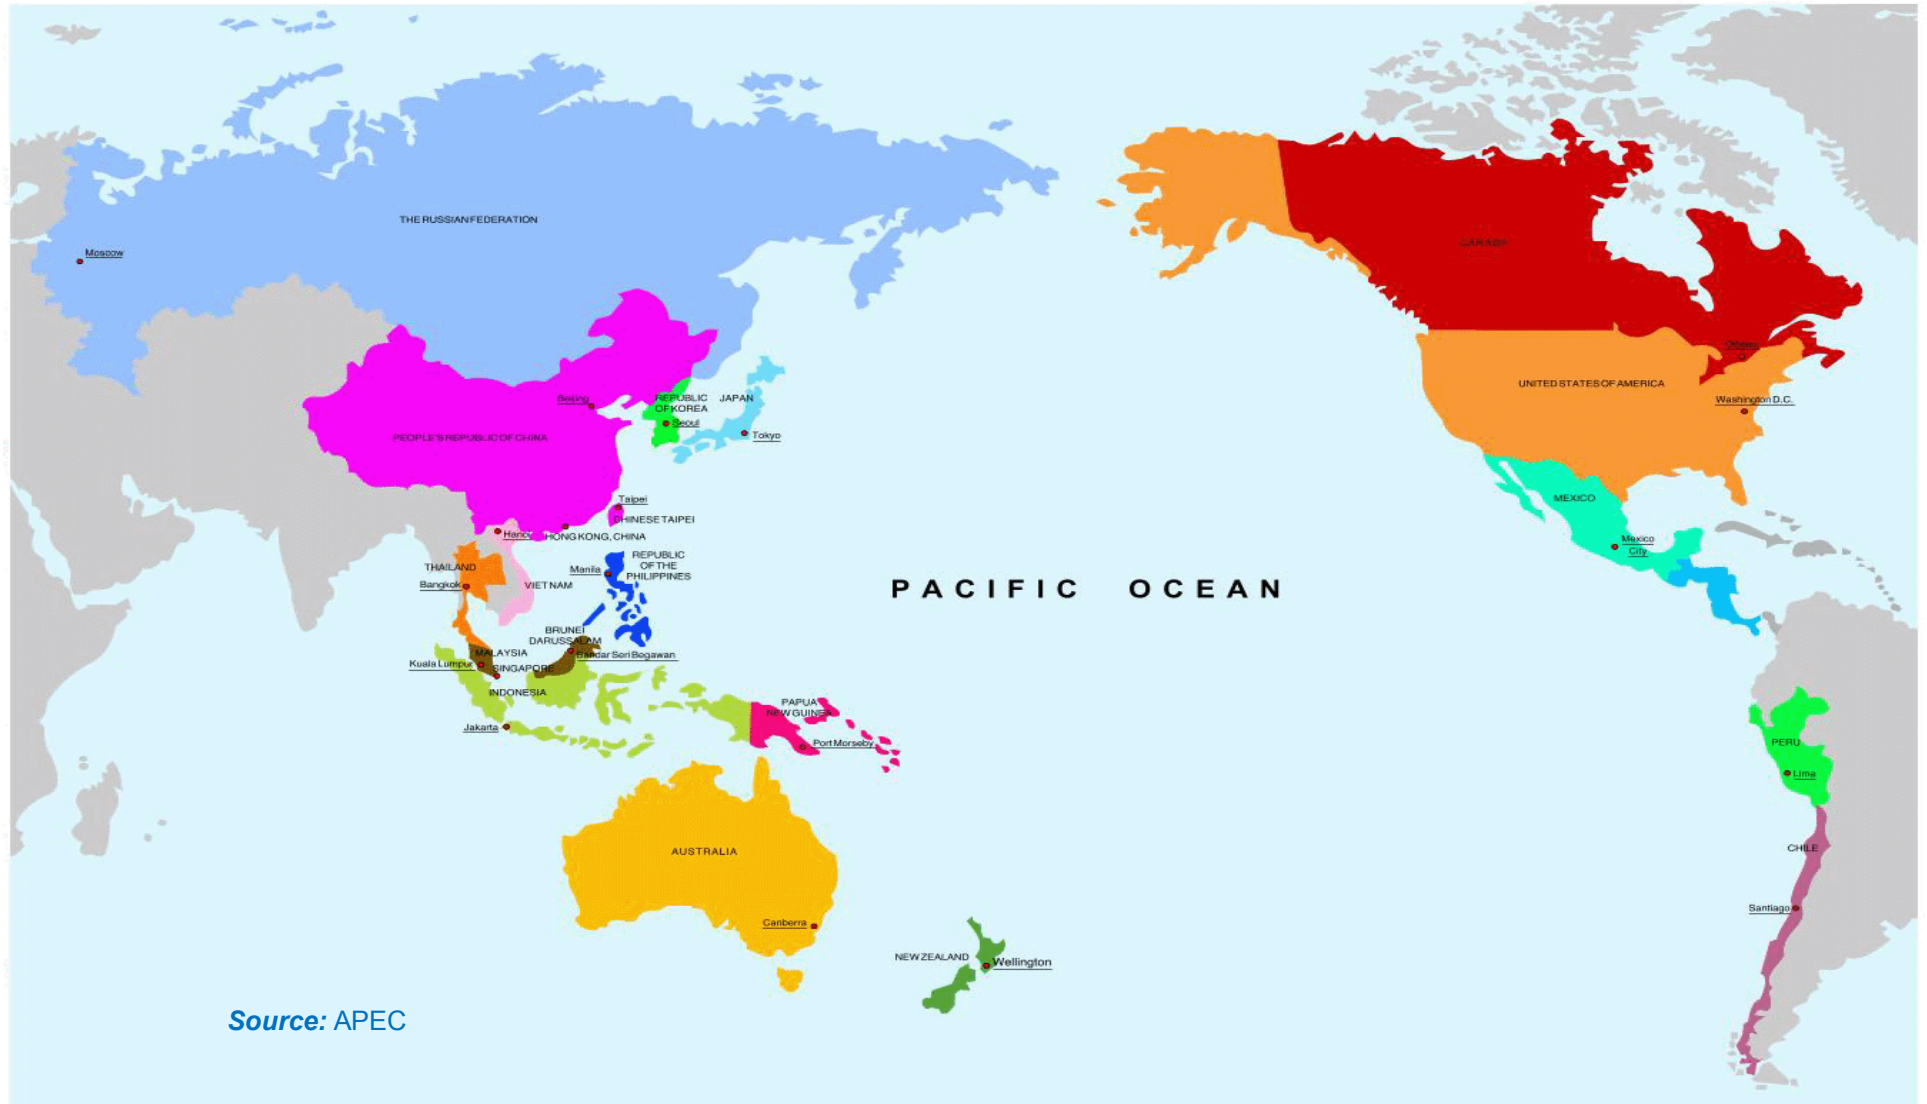 THE RUSSIAN FEDERATION
Moscow
CANADA
Ottawa
UNITED STATES OF AMERICA
Washington D.C.
Beijing
REPUBLIC
OF KOREA
JAPAN
Seoul
Tokyo
PEOPLE'S REPUBLIC OF CHINA
Taipei
CHINESE TAIPEI
MEXICO
Hanoi
HONG KONG, CHINA
Mexico
City
THAILAND
Bangkok
VIET NAM
Manila
REPUBLIC
OF THE
PHILIPPINES
PACIFIC OCEAN
BRUNEI
DARUSSALAM
Bandar Seri Begawan
MALAYSIA
Kuala Lumpur
SINGAPORE
INDONESIA
Jakarta
PAPUA
NEW GUINEA
Port Morseby
PERU
Lima
AUSTRALIA
Canberra
CHILE
Santiago
NEW ZEALAND
Wellington
Source: APEC